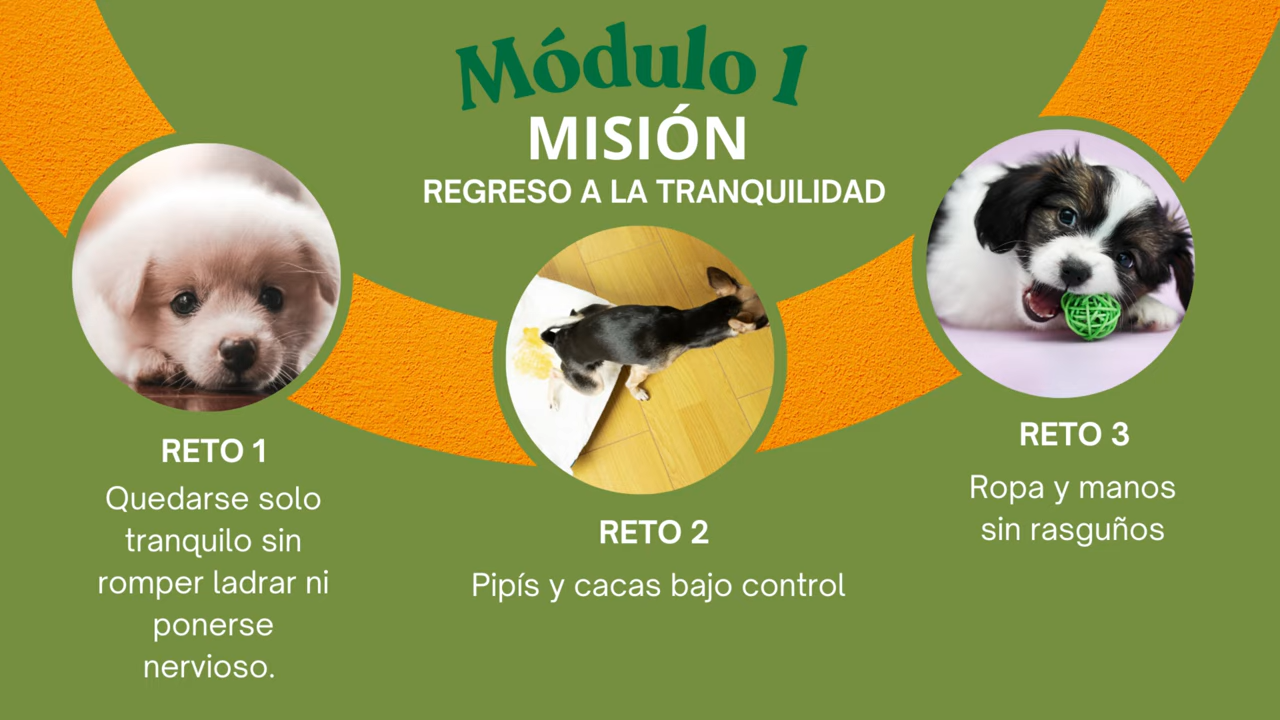 Módulo 1
MISIÓN
REGRESO A LA TRANQUILIDAD
RETO 1
Quedarse solo
tranquilo sin
romper ladrar ni
ponerse
nervioso.
RETO 2
Pipís y cacas bajo control
RETO 3
Ropa y manos
sin rasguños